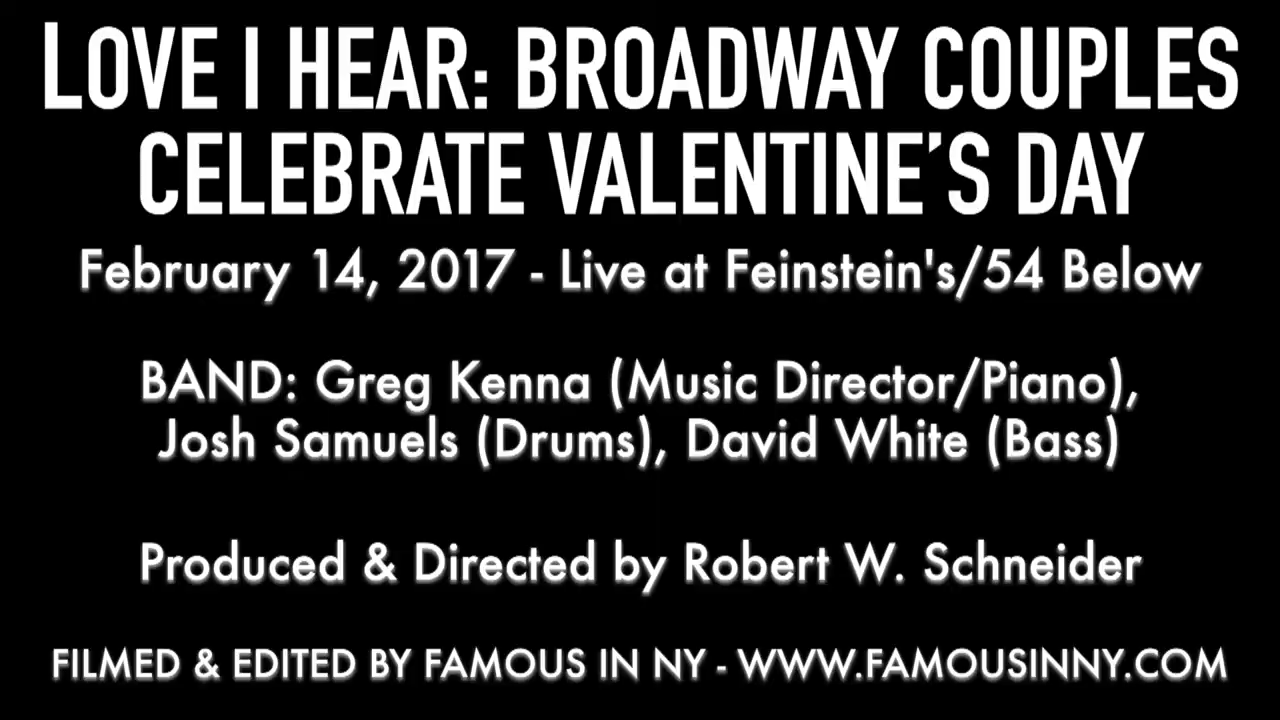 LOVE I HEAR: BROADWAY COUPLES
CELEBRATE VALENTINE’S DAY
February 14, 2017 - Live at Feinstein's/54 Below
BAND: Greg Kenna (Music Director/Piano),
Josh Samuels (Drums), David White (Bass)
Produced & Directed by Robert W. Schneider
FILMED & EDITED BY FAMOUS IN NY - WWW.FAMOUSINNY.COM